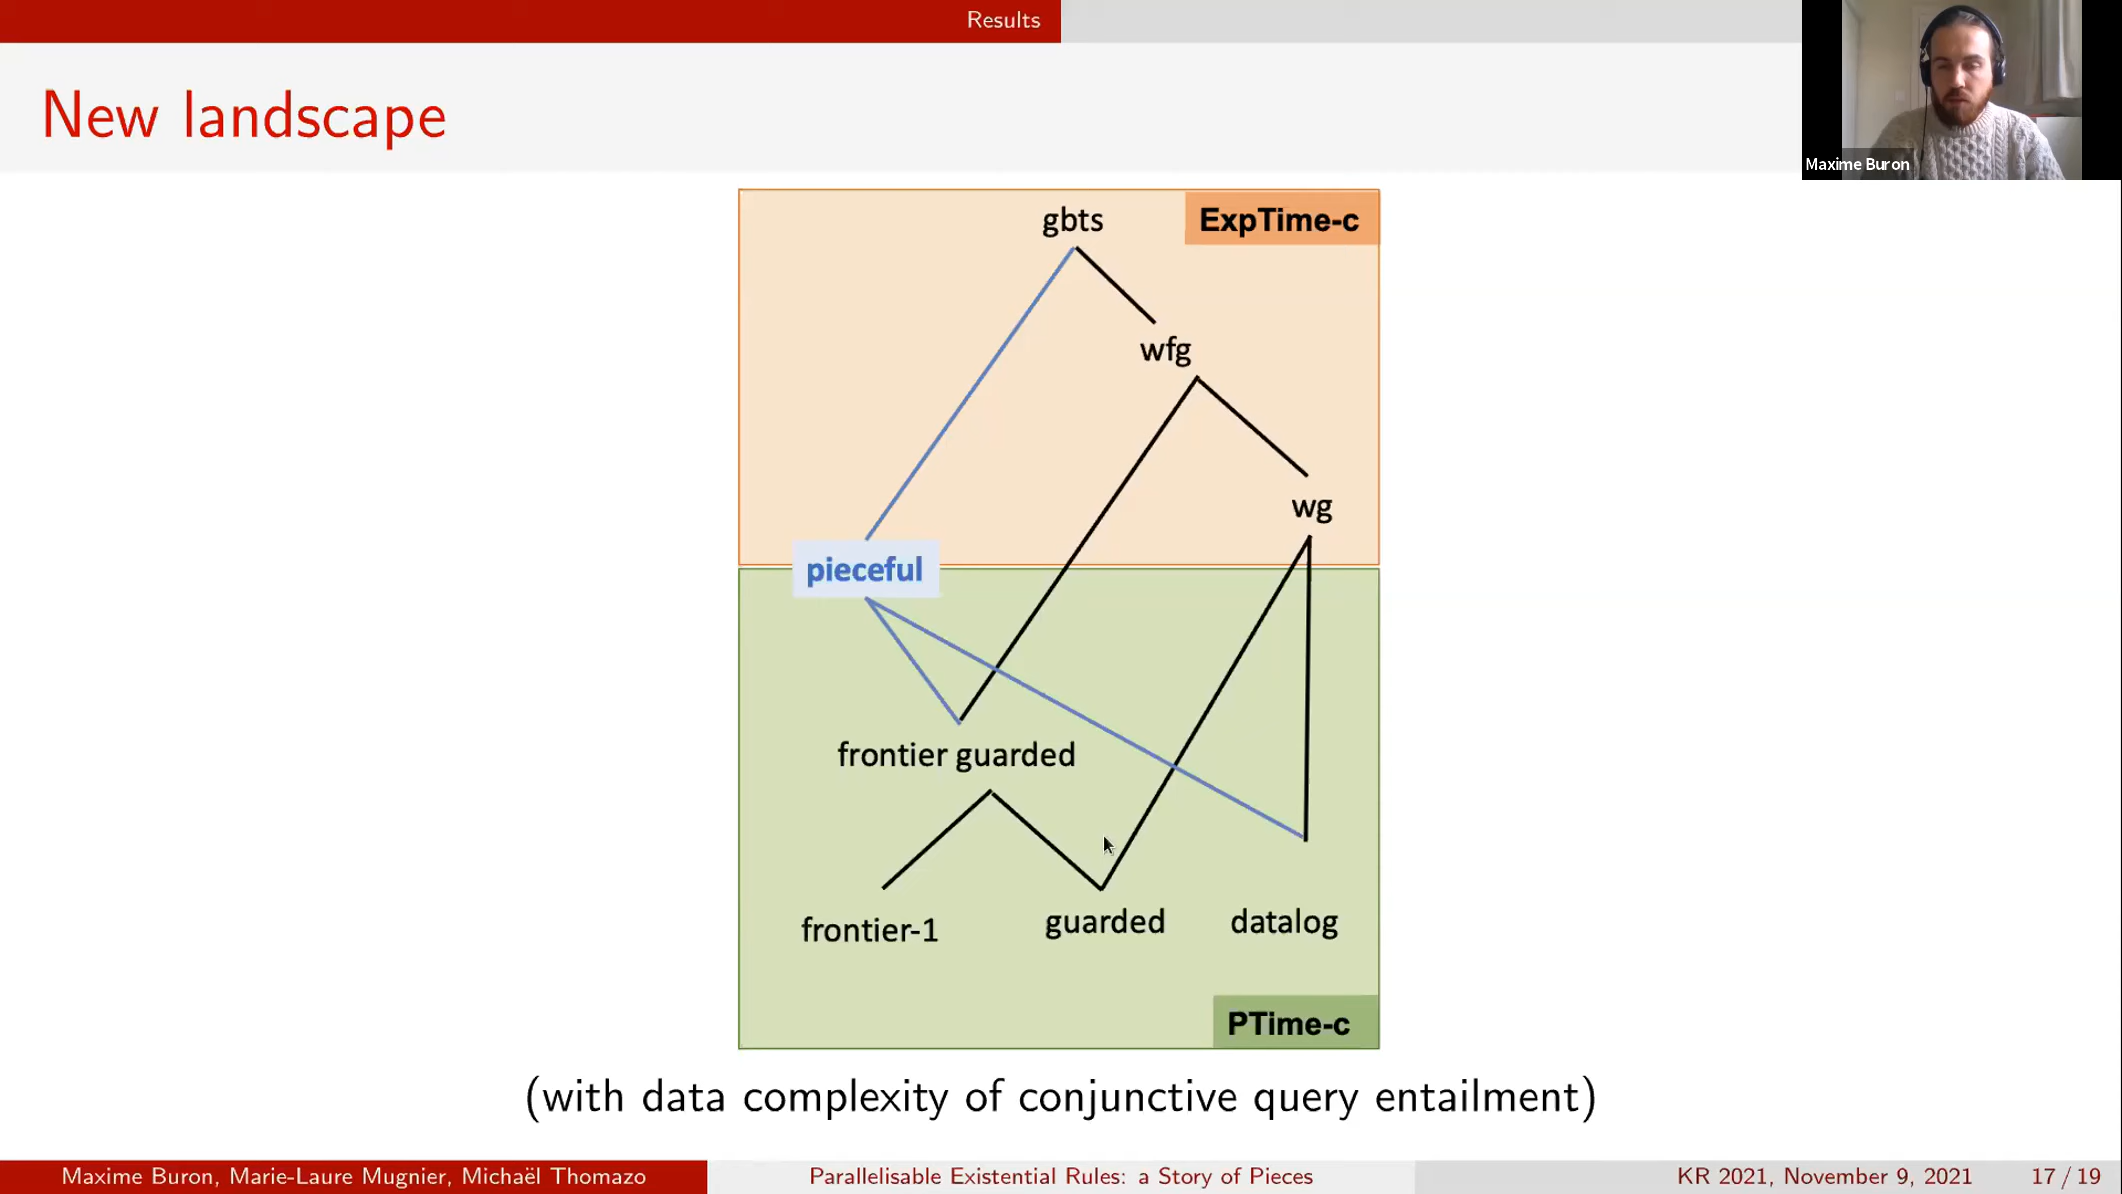 Results
New landscape
Maxime Buron
gbts
ExpTime-c
wfg
wg
pieceful
frontier guarded
frontier-1
guarded
datalog
PTime-c
(with data complexity of conjunctive query entailment)
Maxime Buron, Marie-Laure Mugnier, Michaël Thomazo
Parallelisable Existential Rules: a Story of Pieces
KR 2021, November 9, 2021
17 / 19